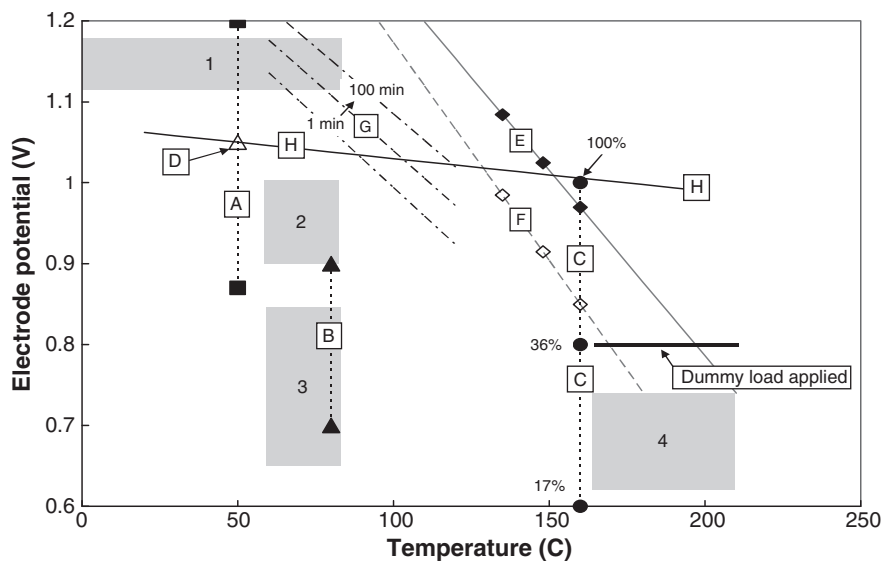 1.2
1.1
1
0.9
0.8
0.7
0.6
Electrode potential (V)
0
50
100
150
200
250
Temperature (C)
1
2
3
4
A
B
C
C
D
E
F
G
H
H
1 min
100 min
100%
36%
17%
Dummy load applied